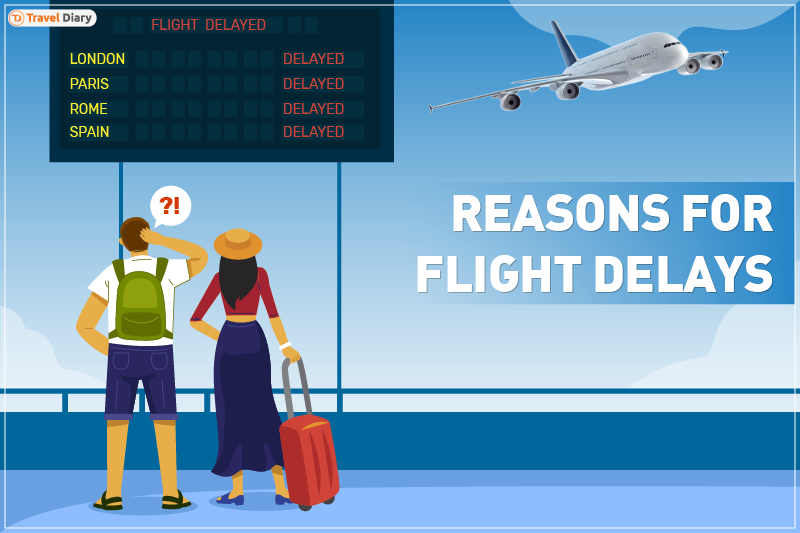 Travel Diary
FLIGHT DELAYED
LONDON DELAYED
PARIS DELAYED
ROME DELAYED
SPAIN DELAYED
?!
REASONS FOR
FLIGHT DELAYS